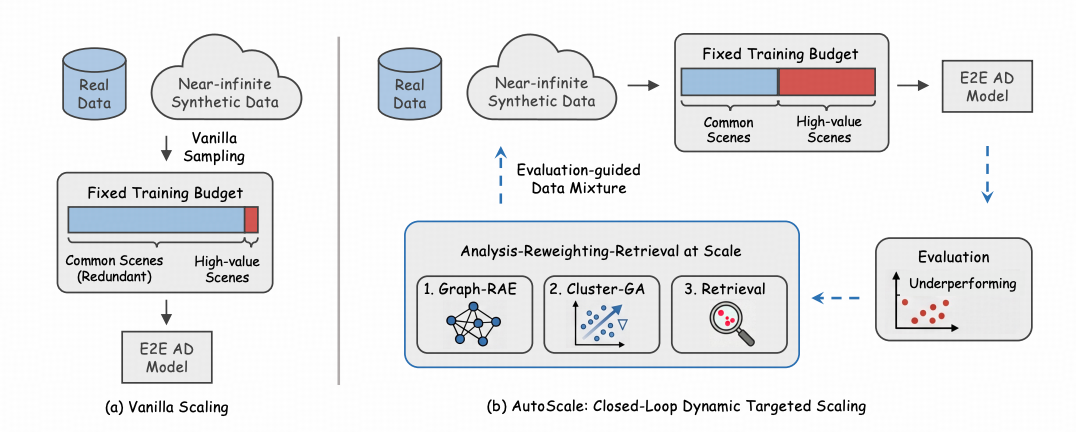 Real
Data
Near-infinite
Synthetic Data
Vanilla
Sampling
Fixed Training Budget
Common Scenes
(Redundant)
High-value
Scenes
E2E AD
Model
(a) Vanilla Scaling
Real
Data
Near-infinite
Synthetic Data
Fixed Training Budget
Common
Scenes
High-value
Scenes
E2E AD
Model
Evaluation-guided
Data Mixture
Analysis-Reweighting-Retrieval at Scale
1. Graph-RAE
2. Cluster-GA
∇
3. Retrieval
Evaluation
Underperforming
(b) AutoScale: Closed-Loop Dynamic Targeted Scaling